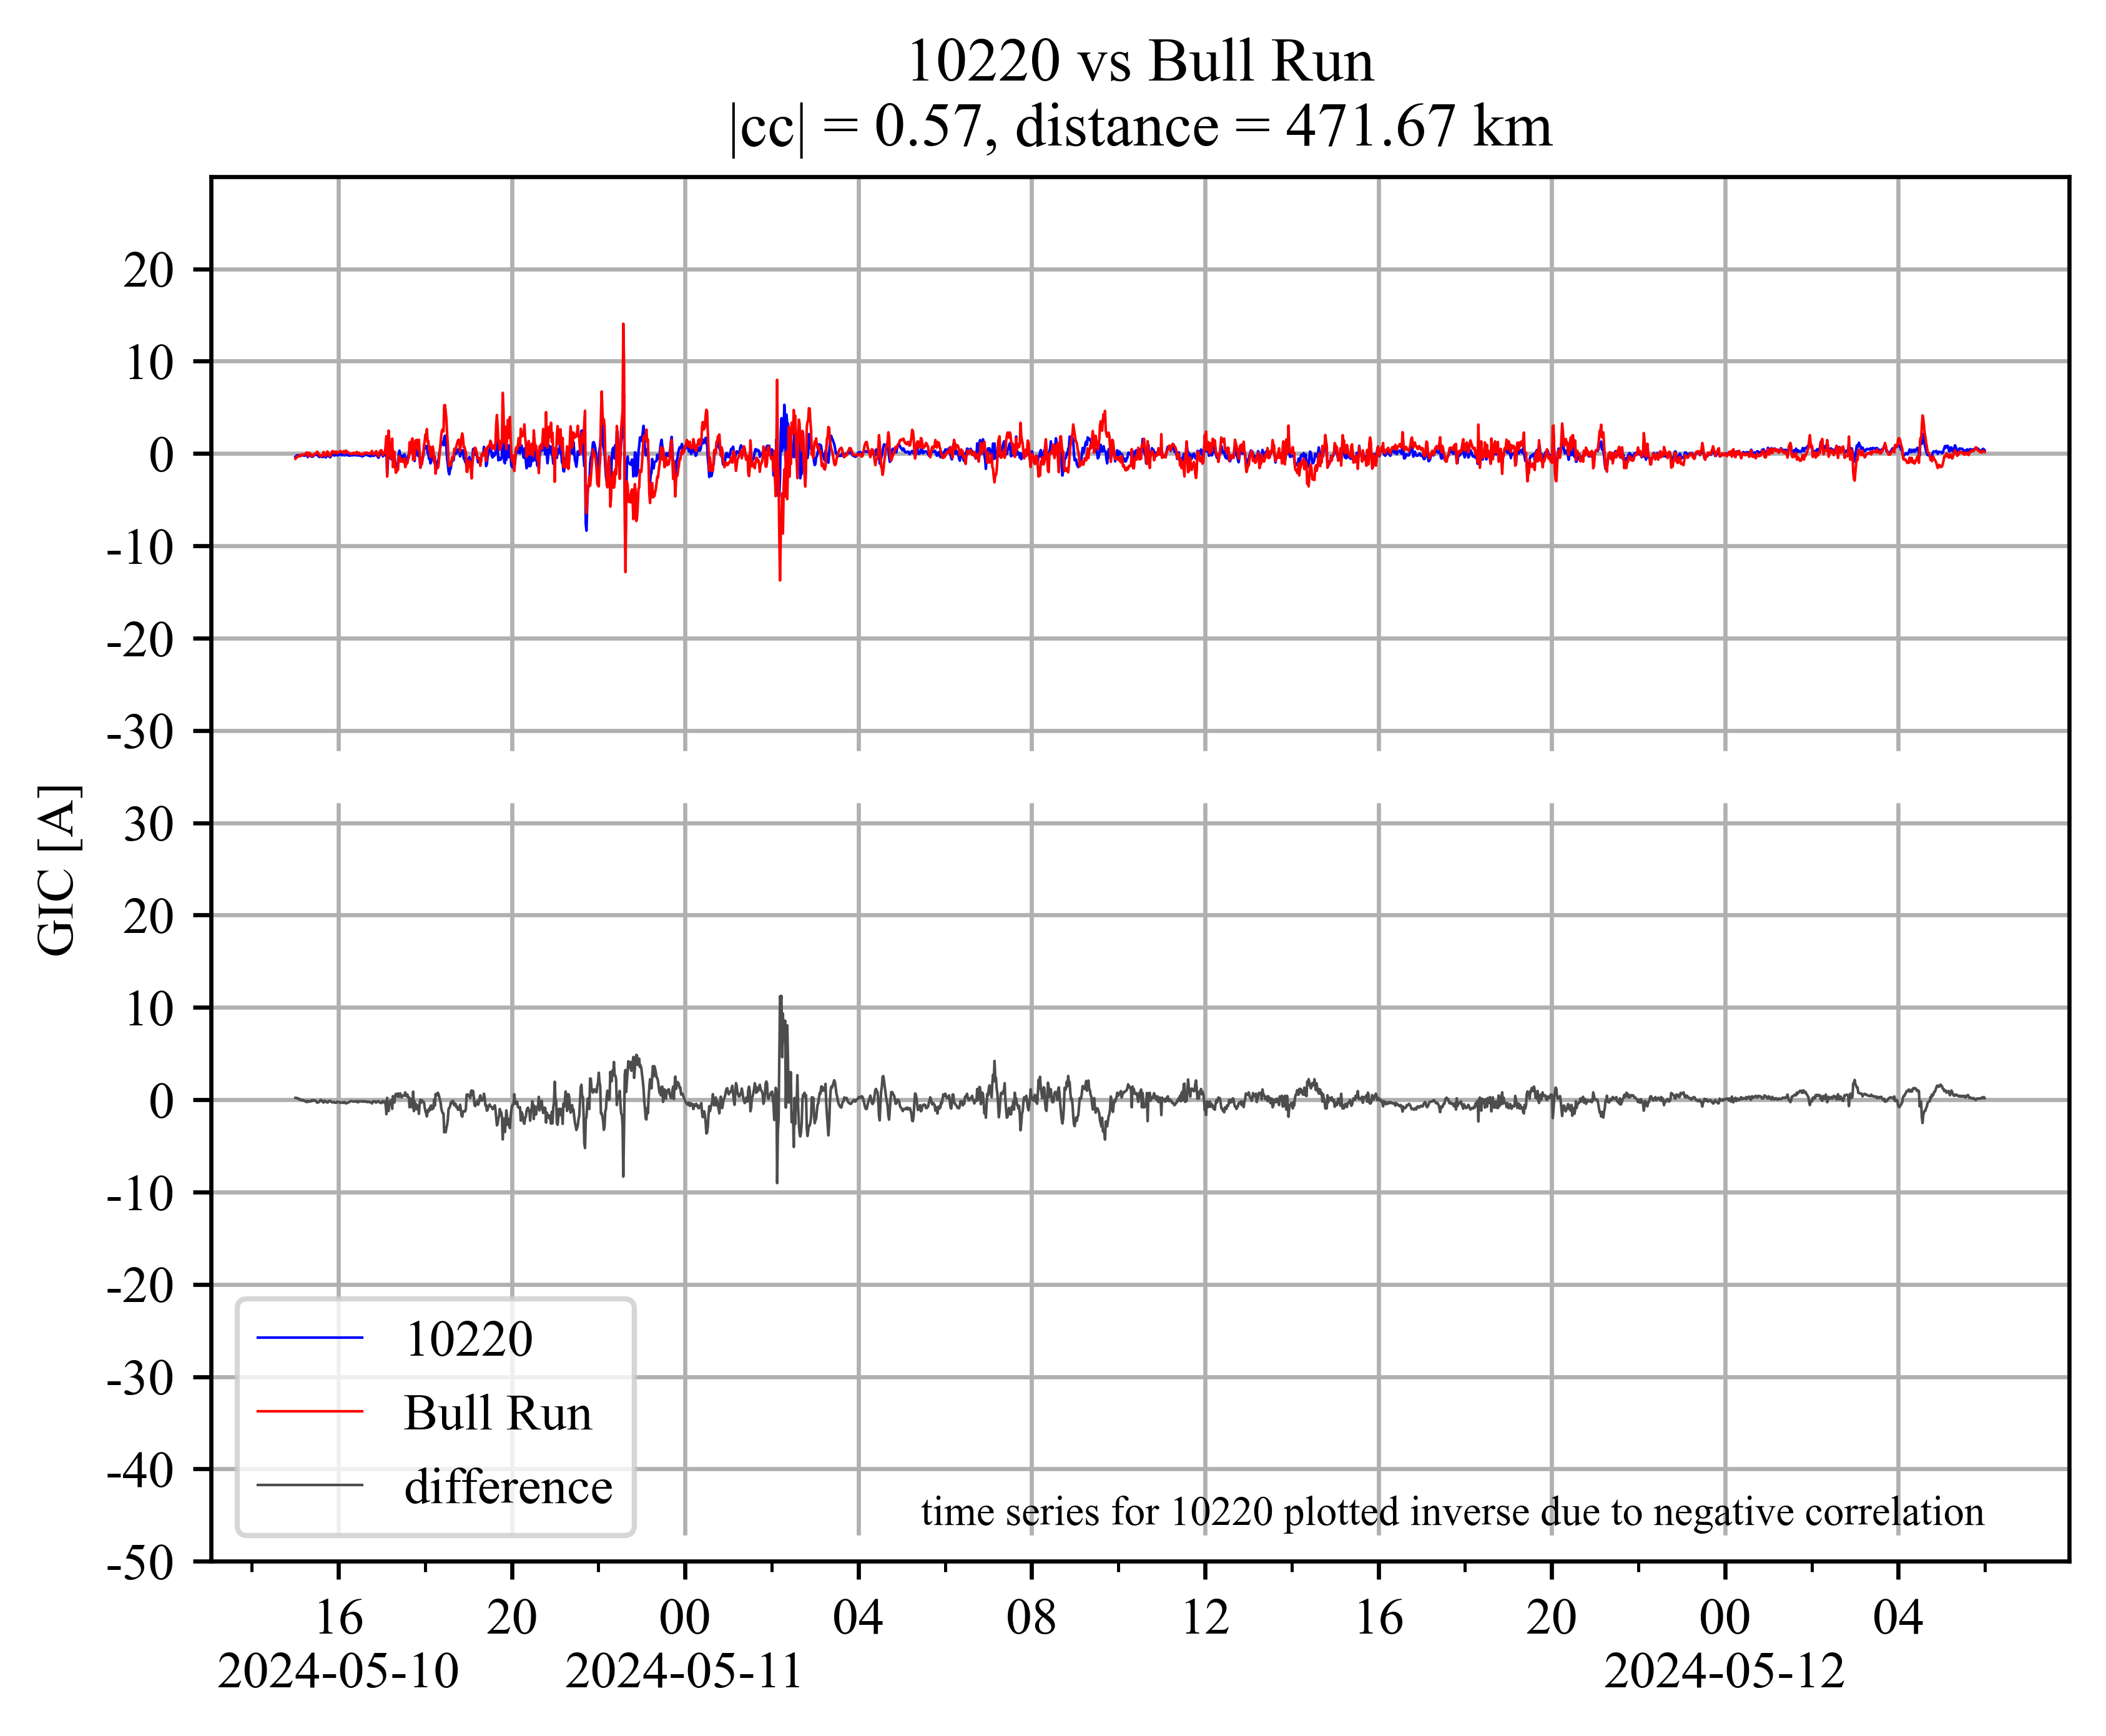 10220 vs Bull Run
|cc| = 0.57, distance = 471.67 km
20
10
0
-10
-20
-30
GIC [A]
30
20
10
0
-10
-20
-30
-40
-50
10220
Bull Run
difference
time series for 10220 plotted inverse due to negative correlation
16 20 00 04 08 12 16 20 00 04
2024-05-10 2024-05-11 2024-05-12